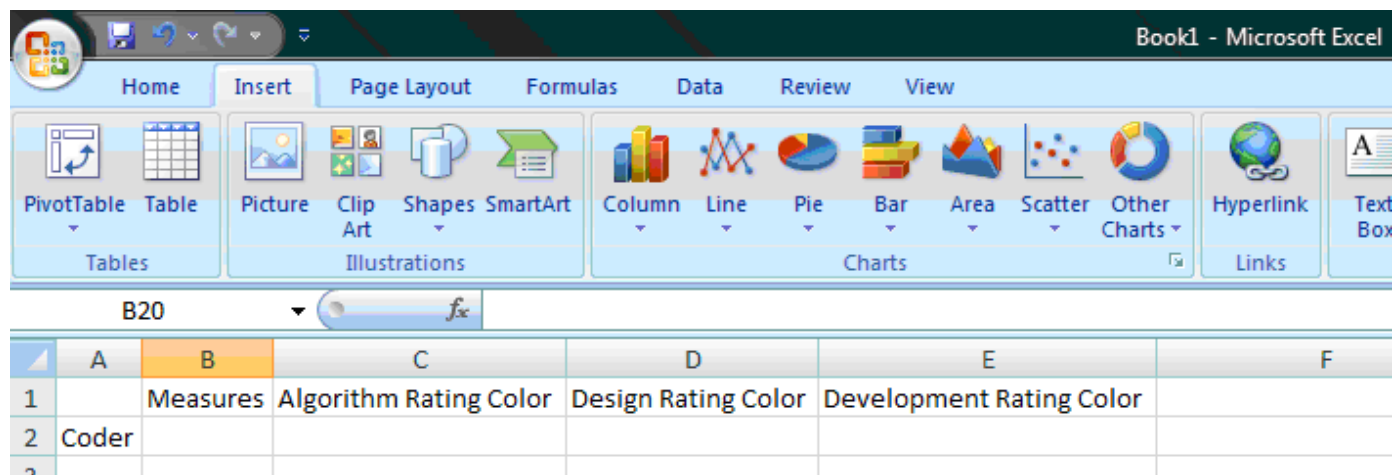 Book1 - Microsoft Excel
Home Insert Page Layout Formulas Data Review View
PivotTable Table Picture Clip Art Shapes SmartArt Column Line Pie Bar Area Scatter Other Charts Hyperlink Text Box
Tables Illustrations Charts Links
B20 fx
A B C D E F
1 Measures Algorithm Rating Color Design Rating Color Development Rating Color
2 Coder